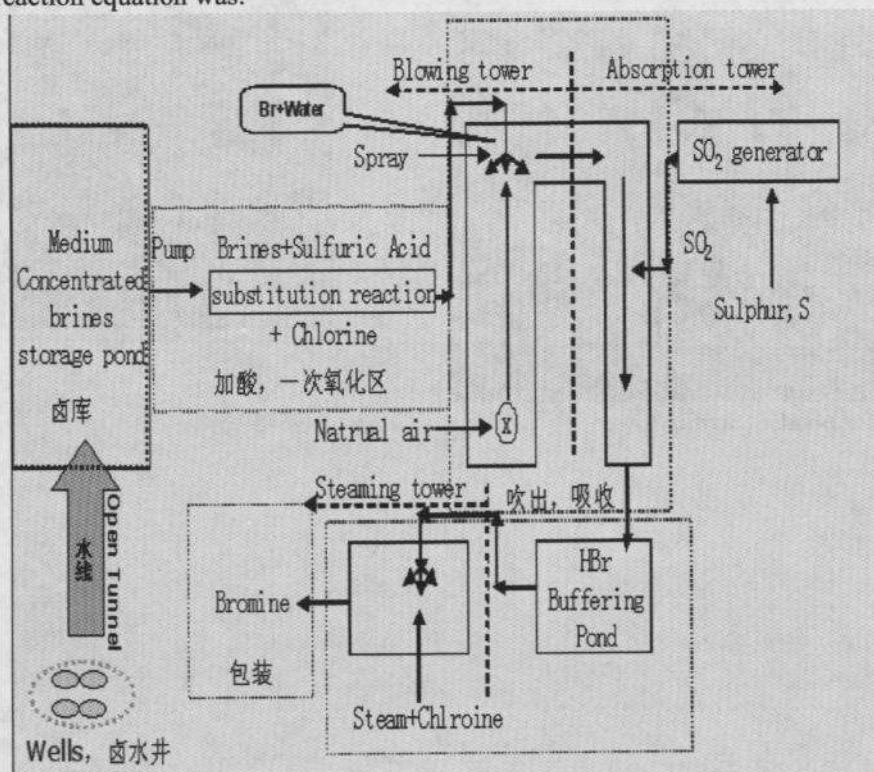 reaction equation was:
Blowing tower
Absorption tower
Br+Water
Spray
SO₂ generator
SO₂
Sulphur, S
Medium
Concentrated
brines
storage pond
卤库
Pump
Brines+Sulfuric Acid
substitution reaction
+ Chlorine
加酸，一次氧化区
Natrual air
X
Steaming tower
吹出，吸收
HBr
Buffering
Pond
Bromine
包装
Steam+Chlroine
水线
Open Tunnel
Wells, 卤水井